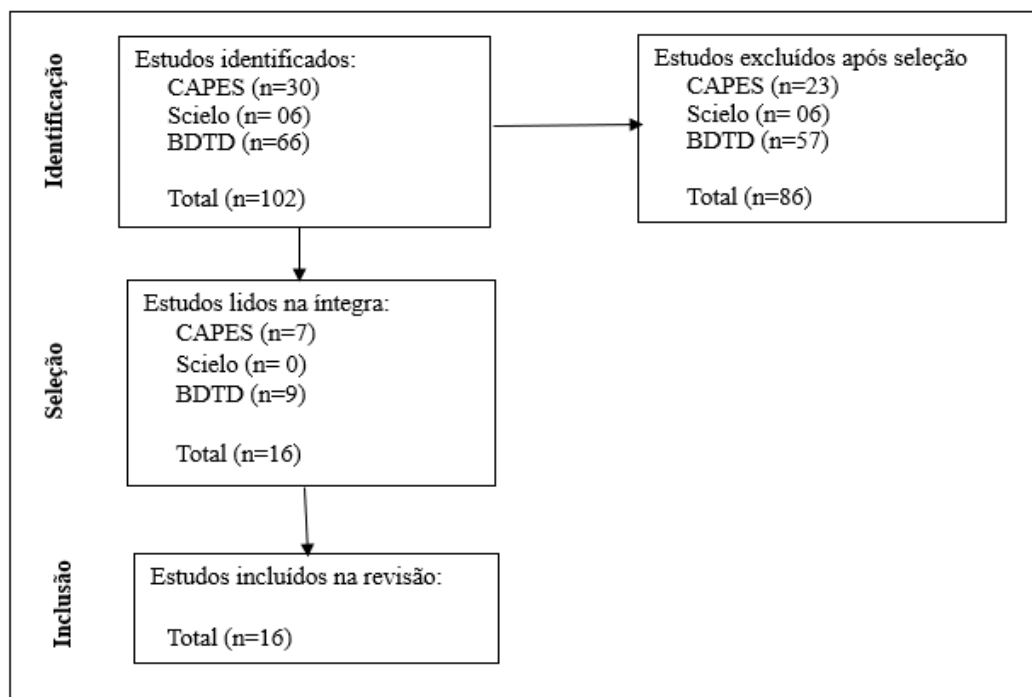 Identificação
Estudos identificados:
CAPES (n=30)
Scielo (n= 06)
BDTD (n=66)
Total (n=102)
Estudos excluídos após seleção
CAPES (n=23)
Scielo (n= 06)
BDTD (n=57)
Total (n=86)
Seleção
Estudos lidos na íntegra:
CAPES (n=7)
Scielo (n= 0)
BDTD (n=9)
Total (n=16)
Inclusão
Estudos incluídos na revisão:
Total (n=16)